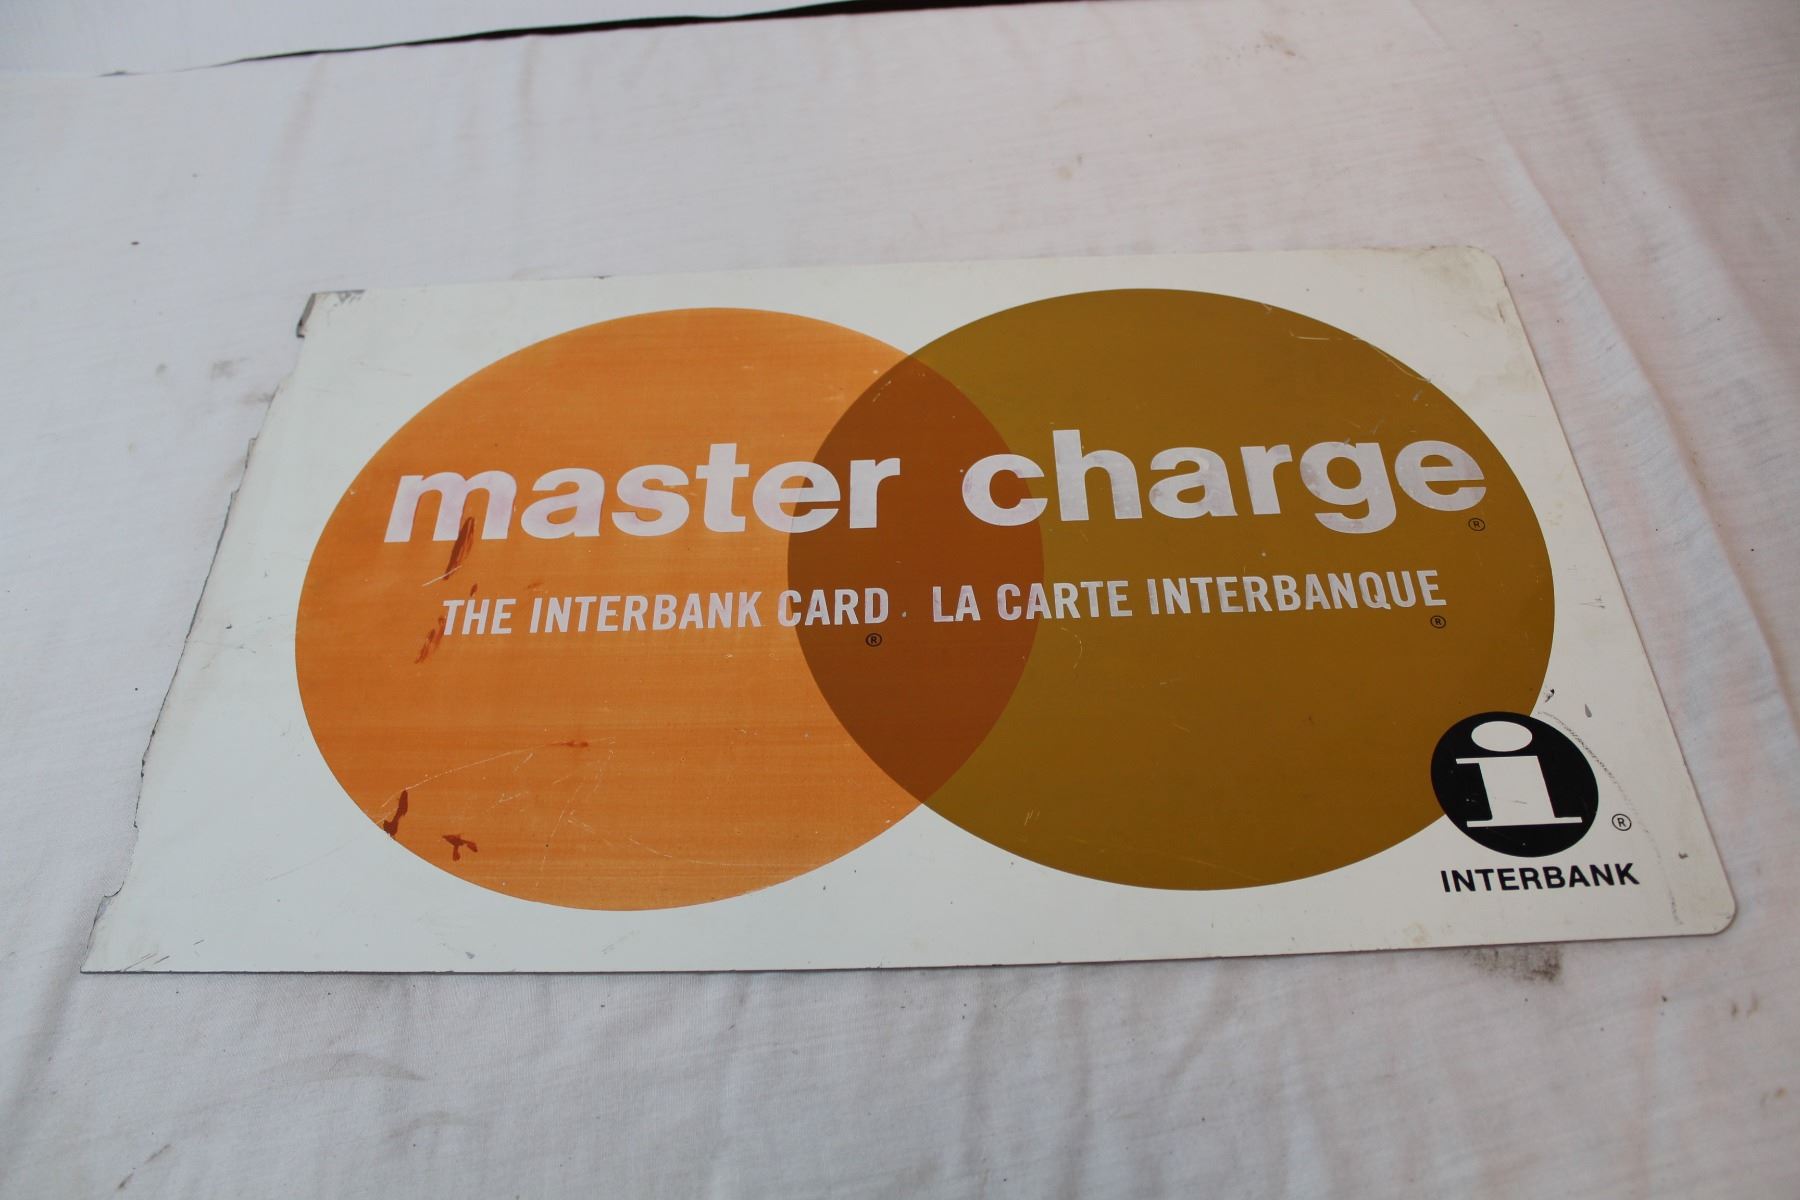 master charge ®
THE INTERBANK CARD ® · LA CARTE INTERBANQUE ®
i ®
INTERBANK